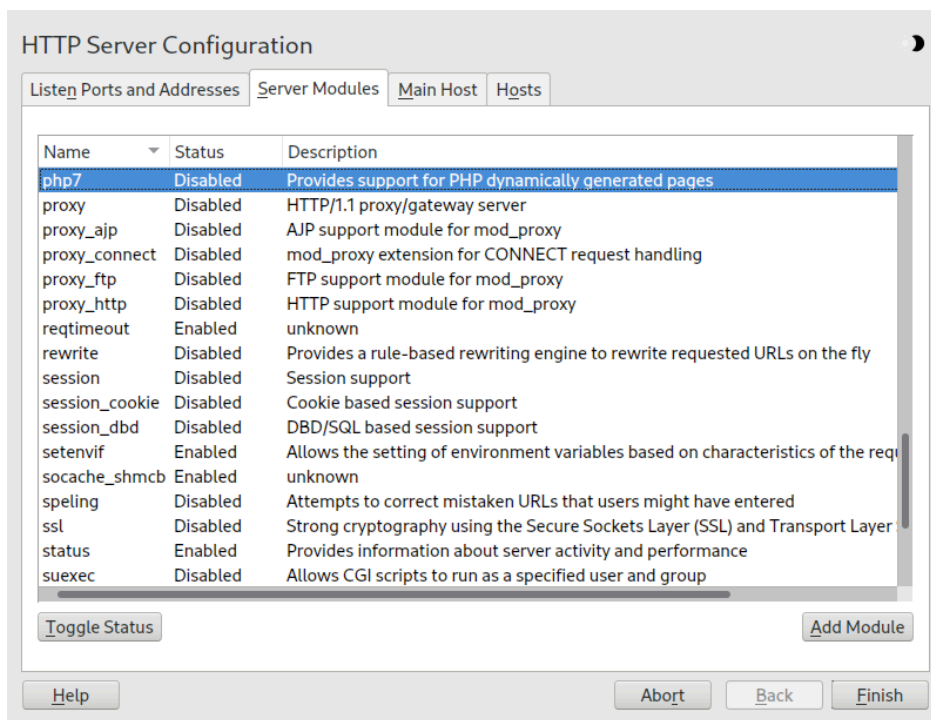 HTTP Server Configuration
Listen Ports and Addresses Server Modules Main Host Hosts
Name Status Description
php7 Disabled Provides support for PHP dynamically generated pages
proxy Disabled HTTP/1.1 proxy/gateway server
proxy_ajp Disabled AJP support module for mod_proxy
proxy_connect Disabled mod_proxy extension for CONNECT request handling
proxy_ftp Disabled FTP support module for mod_proxy
proxy_http Disabled HTTP support module for mod_proxy
reqtimeout Enabled unknown
rewrite Disabled Provides a rule-based rewriting engine to rewrite requested URLs on the fly
session Disabled Session support
session_cookie Disabled Cookie based session support
session_dbd Disabled DBD/SQL based session support
setenvif Enabled Allows the setting of environment variables based on characteristics of the
socache_shmcb Enabled unknown
speling Disabled Attempts to correct mistaken URLs that users might have entered
ssl Disabled Strong cryptography using the Secure Sockets Layer (SSL) and Transport Layer
status Enabled Provides information about server activity and performance
suexec Disabled Allows CGI scripts to run as a specified user and group
Toggle Status Add Module
Help Abort Back Finish